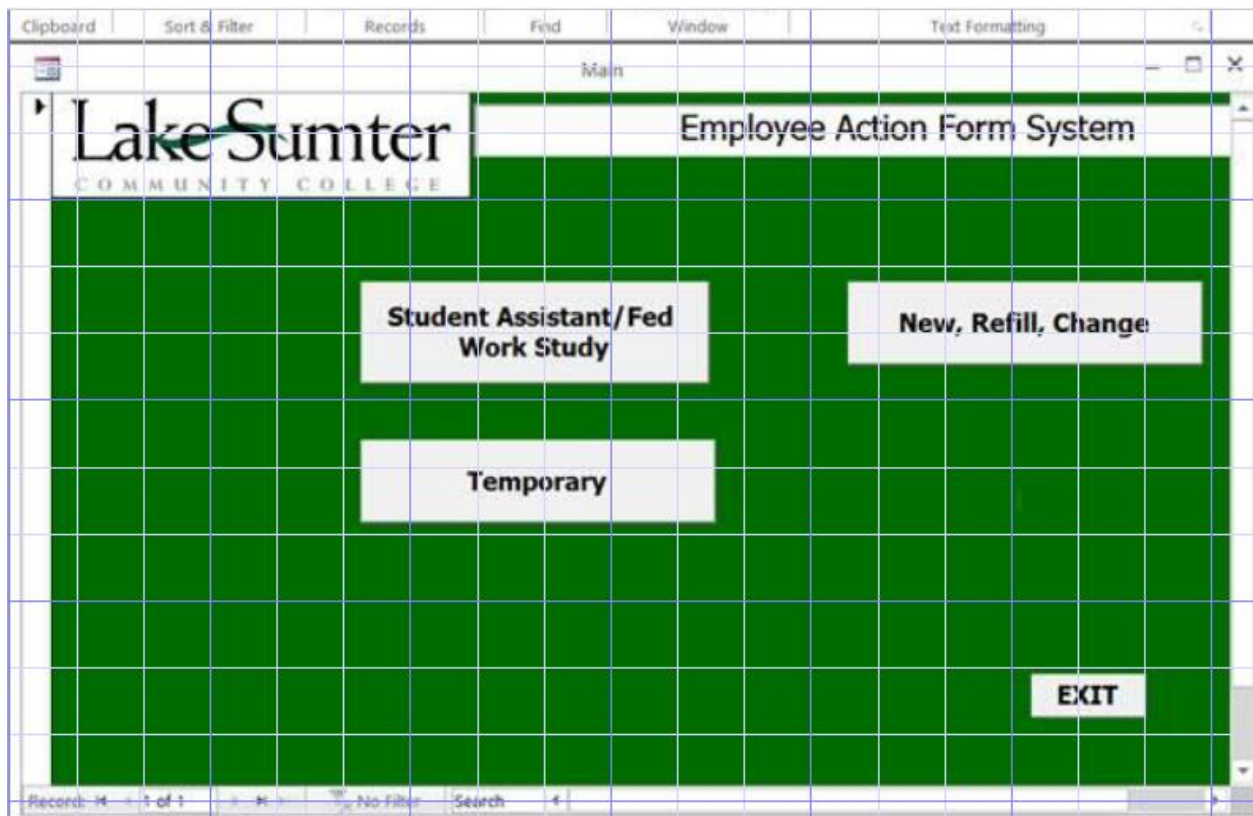 Clipboard Sort & Filter Records Find Window Text Formatting
Main
Lake Sumter
COMMUNITY COLLEGE
Employee Action Form System
Student Assistant/Fed
Work Study
New, Refill, Change
Temporary
EXIT
Record: 1 of 1 No Filter Search